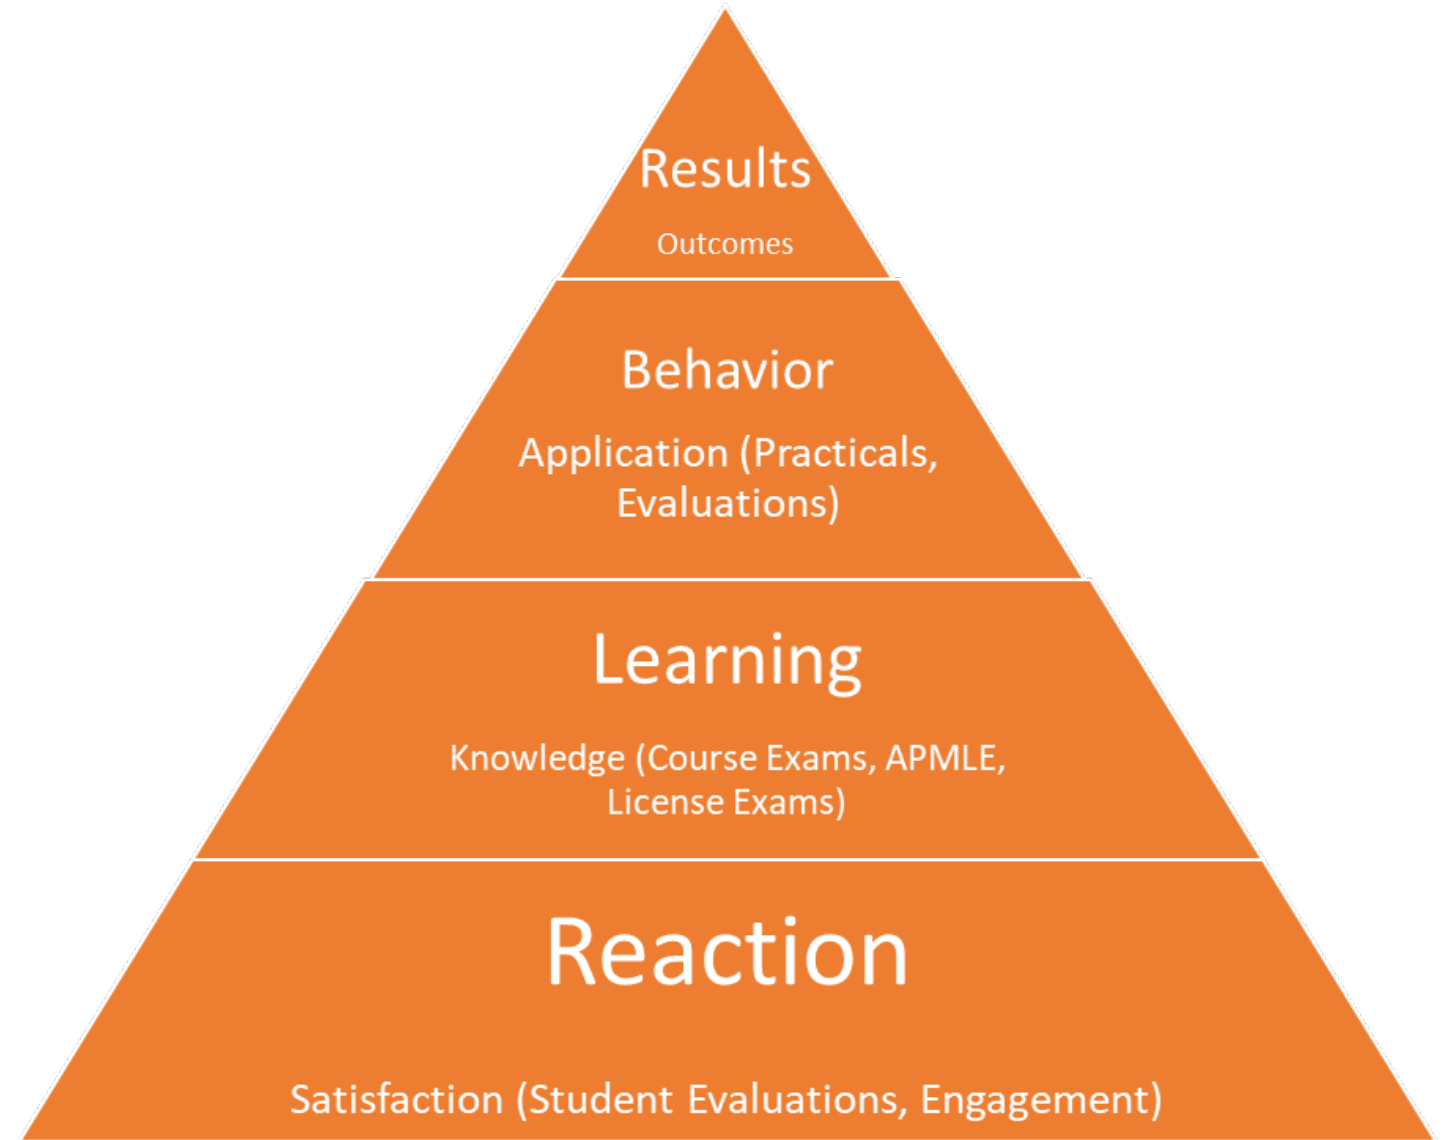 Results
Outcomes
Behavior
Application (Practicals,
Evaluations)
Learning
Knowledge (Course Exams, APMLE,
License Exams)
Reaction
Satisfaction (Student Evaluations, Engagement)